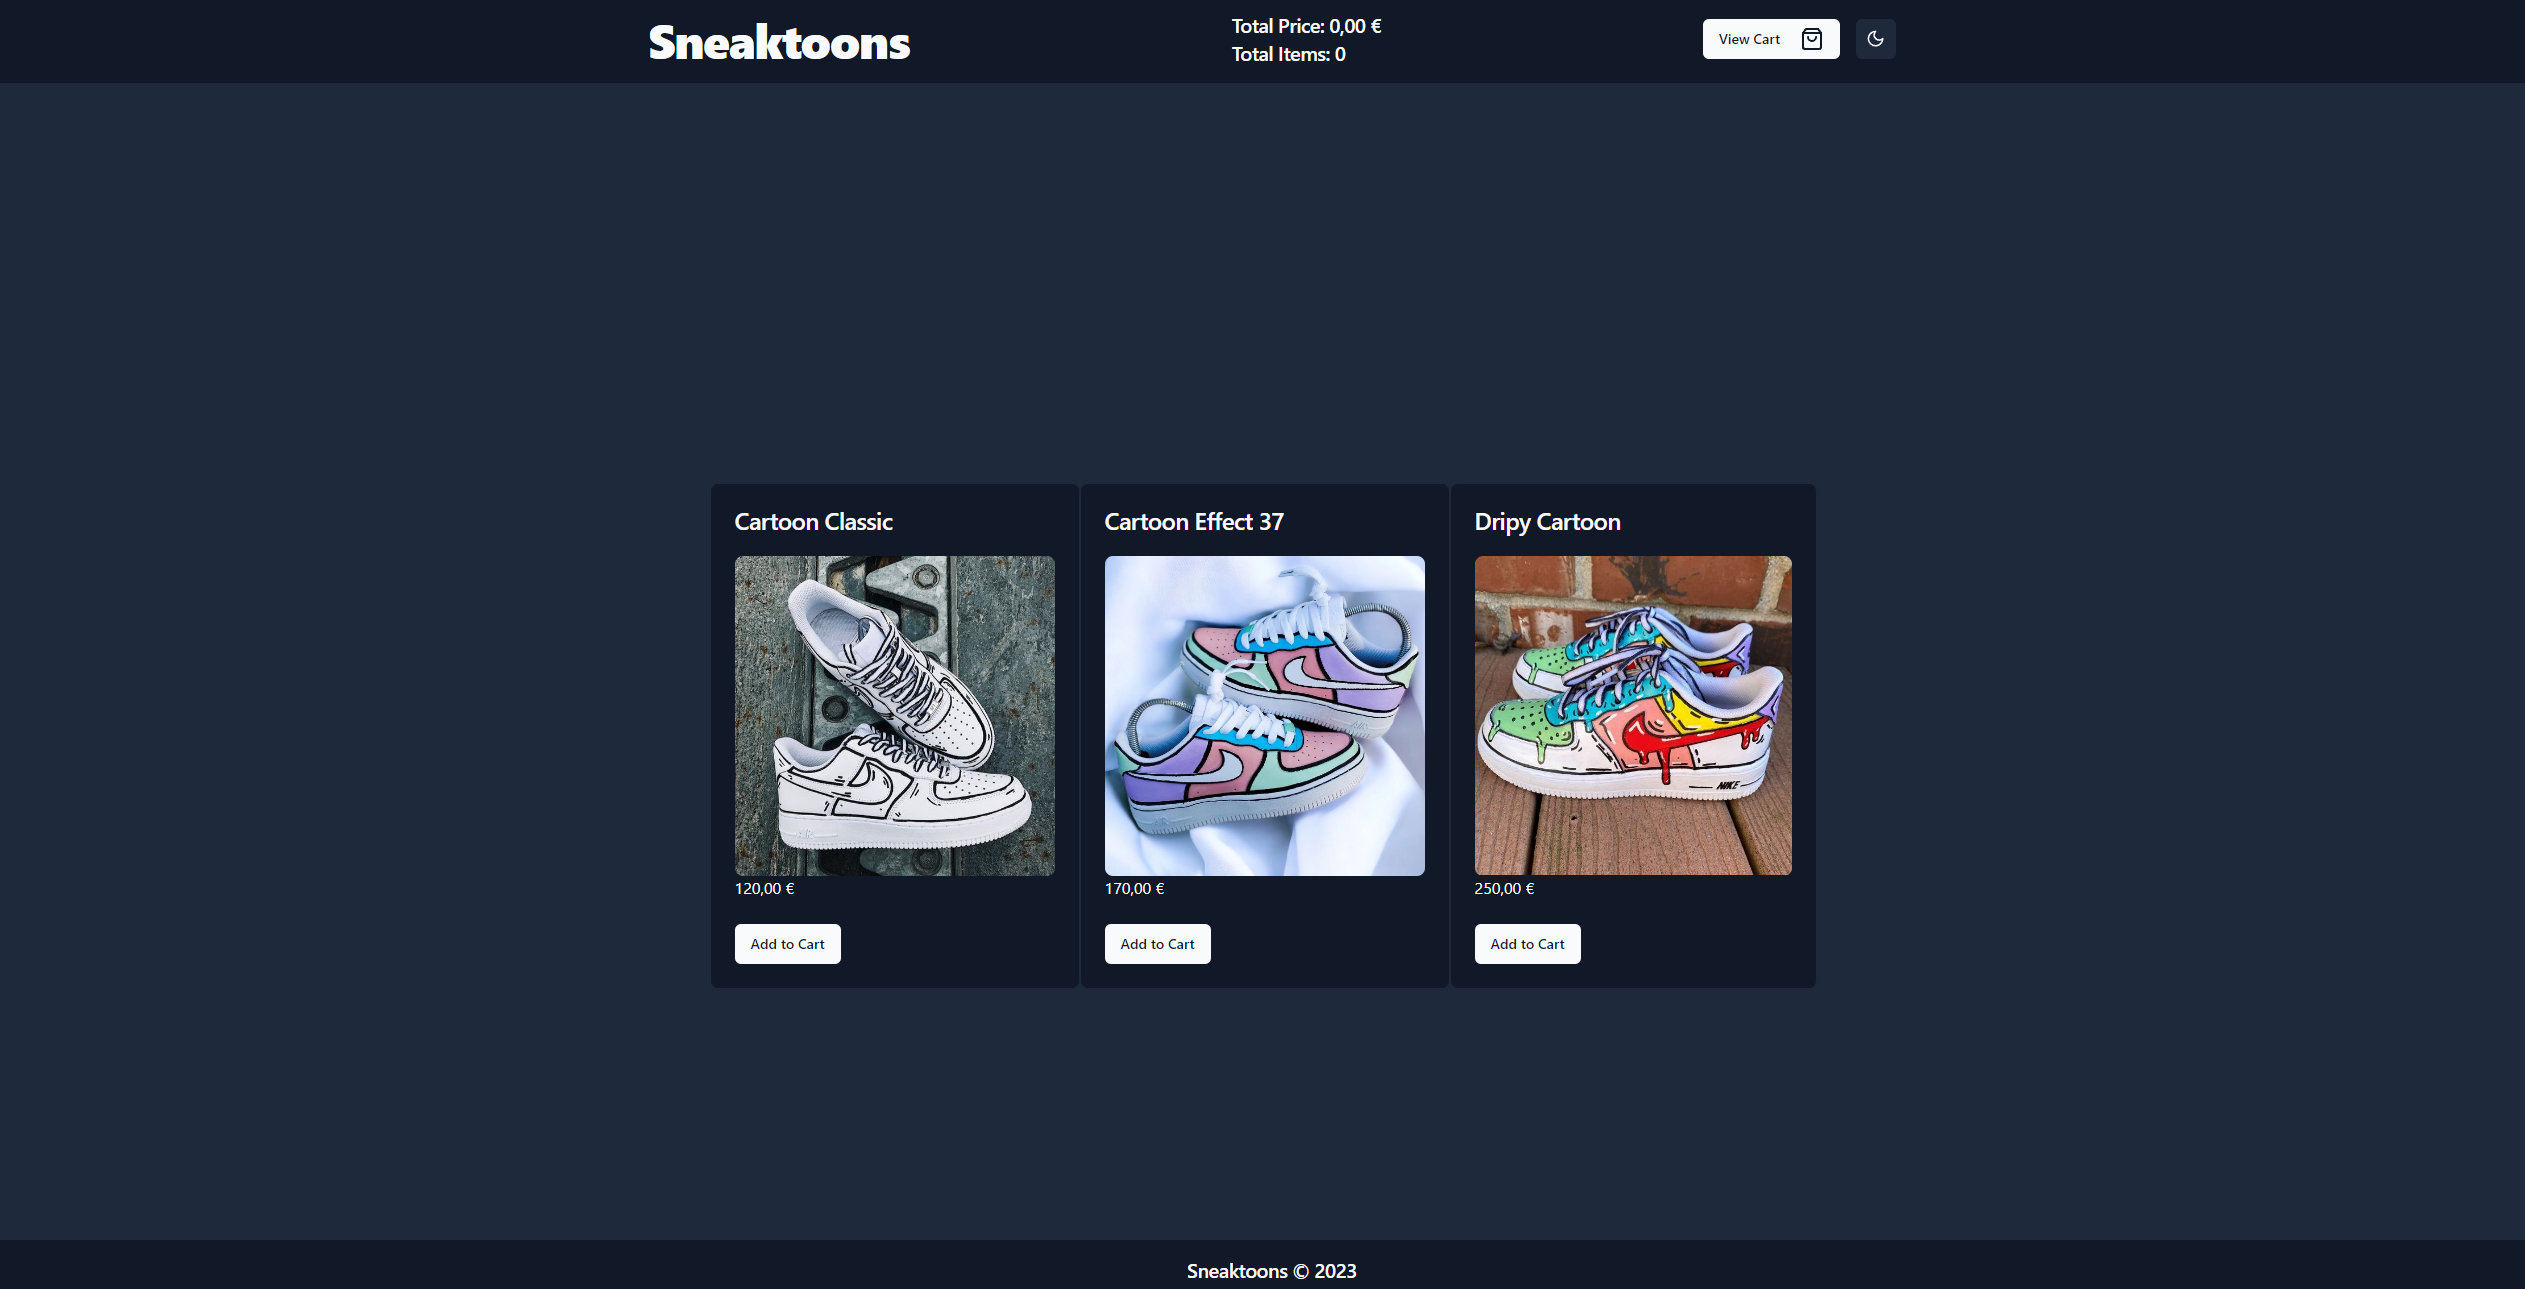 Sneaktoons
Total Price: 0,00 €
Total Items: 0
View Cart
Cartoon Classic
120,00 €
Add to Cart
Cartoon Effect 37
170,00 €
Add to Cart
Dripy Cartoon
NIKE
250,00 €
Add to Cart
Sneaktoons © 2023